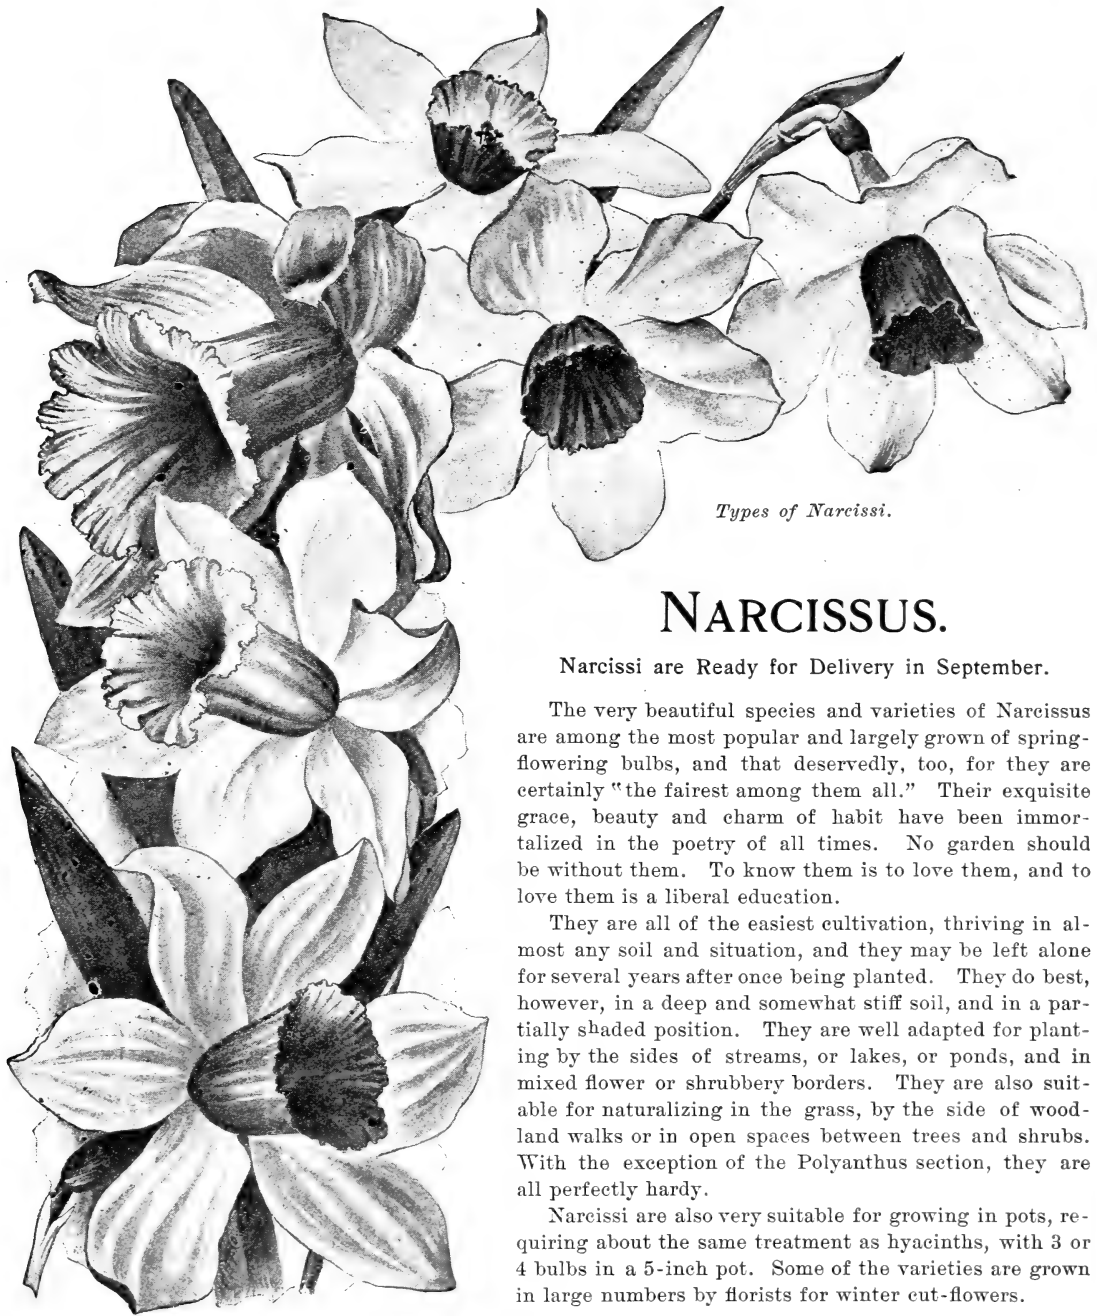 Types of Narcissi.
NARCISSUS.
Narcissi are Ready for Delivery in September.
The very beautiful species and varieties of Narcissus
are among the most popular and largely grown of spring-
flowering bulbs, and that deservedly, too, for they are
certainly "the fairest among them all." Their exquisite
grace, beauty and charm of habit have been immor-
talized in the poetry of all times. No garden should
be without them. To know them is to love them, and to
love them is a liberal education.
They are all of the easiest cultivation, thriving in al-
most any soil and situation, and they may be left alone
for several years after once being planted. They do best,
however, in a deep and somewhat stiff soil, and in a par-
tially shaded position. They are well adapted for plant-
ing by the sides of streams, or lakes, or ponds, and in
mixed flower or shrubbery borders. They are also suit-
able for naturalizing in the grass, by the side of wood-
land walks or in open spaces between trees and shrubs.
With the exception of the Polyanthus section, they are
all perfectly hardy.
Narcissi are also very suitable for growing in pots, re-
quiring about the same treatment as hyacinths, with 3 or
4 bulbs in a 5-inch pot. Some of the varieties are grown
in large numbers by florists for winter cut-flowers.